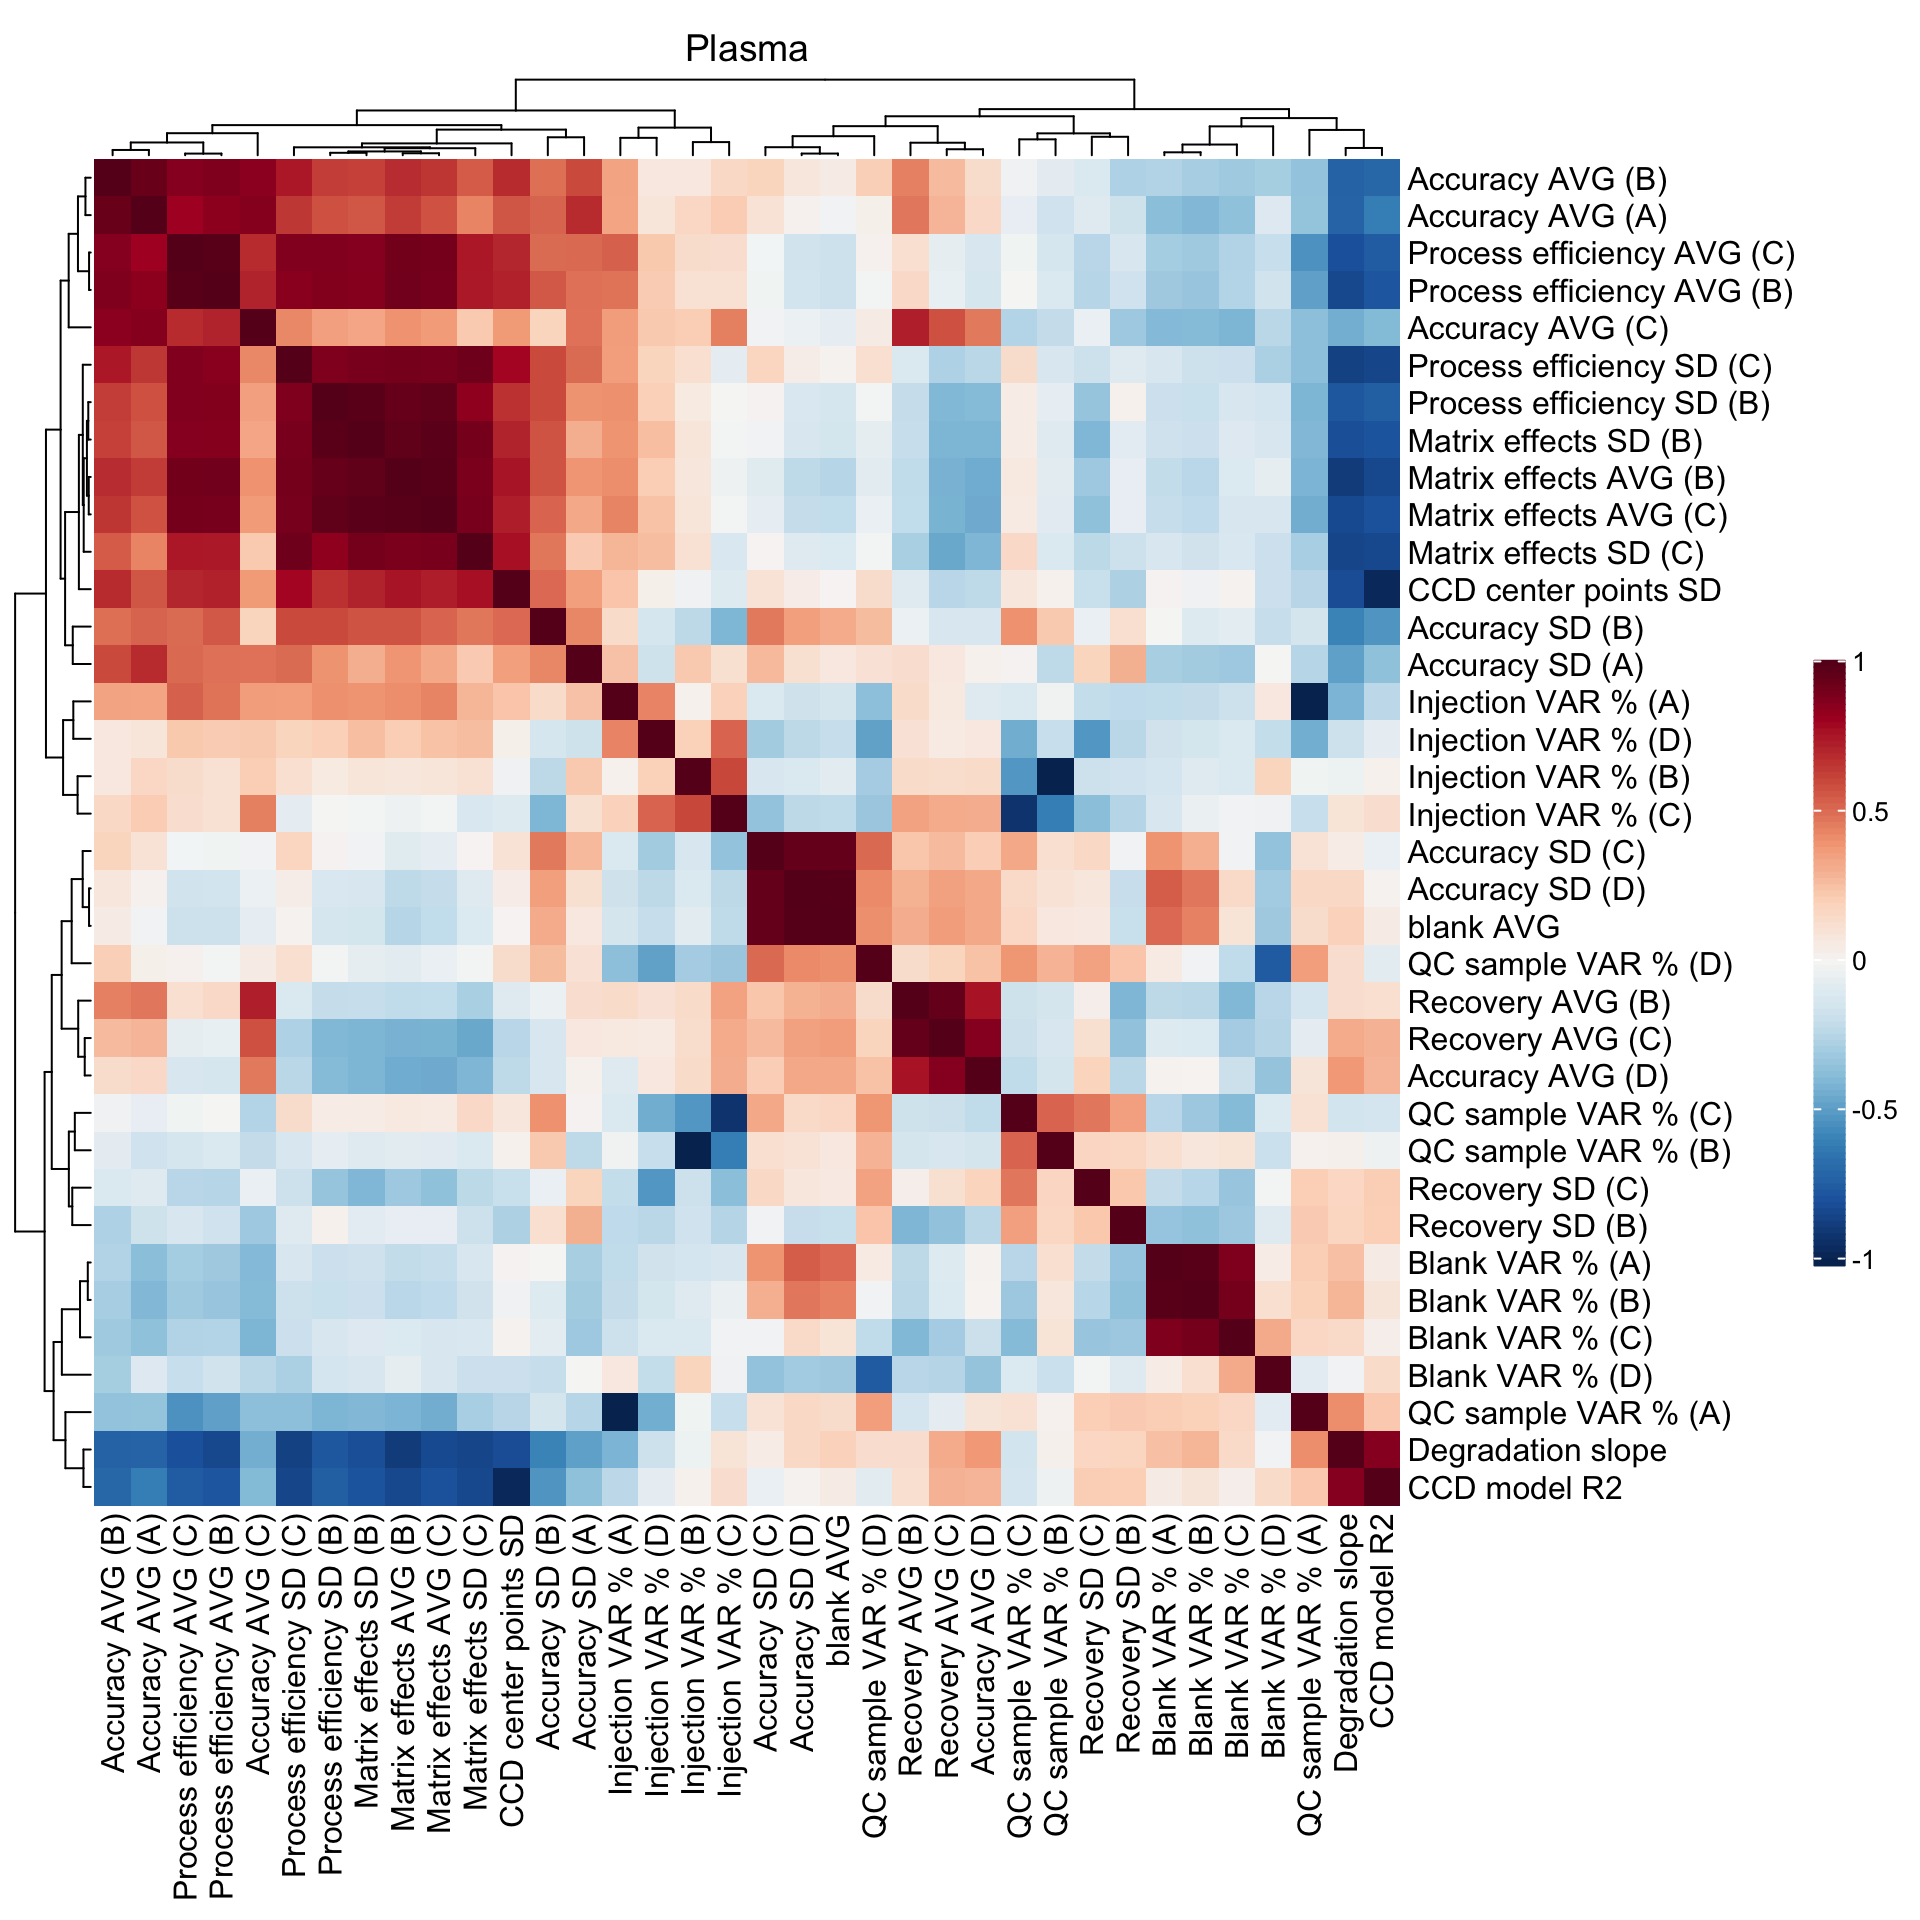 Plasma
Accuracy AVG (B)
Accuracy AVG (A)
Process efficiency AVG (C)
Process efficiency AVG (B)
Accuracy AVG (C)
Process efficiency SD (C)
Process efficiency SD (B)
Matrix effects SD (B)
Matrix effects AVG (B)
Matrix effects AVG (C)
Matrix effects SD (C)
CCD center points SD
Accuracy SD (B)
Accuracy SD (A)
Injection VAR % (A)
Injection VAR % (D)
Injection VAR % (B)
Injection VAR % (C)
Accuracy SD (C)
Accuracy SD (D)
blank AVG
QC sample VAR % (D)
Recovery AVG (B)
Recovery AVG (C)
Accuracy AVG (D)
QC sample VAR % (C)
QC sample VAR % (B)
Recovery SD (C)
Recovery SD (B)
Blank VAR % (A)
Blank VAR % (B)
Blank VAR % (C)
Blank VAR % (D)
QC sample VAR % (A)
Degradation slope
CCD model R2
1
0.5
0
-0.5
-1
Accuracy AVG (B)
Accuracy AVG (A)
Process efficiency AVG (C)
Process efficiency AVG (B)
Accuracy AVG (C)
Process efficiency SD (C)
Process efficiency SD (B)
Matrix effects SD (B)
Matrix effects AVG (B)
Matrix effects AVG (C)
Matrix effects SD (C)
CCD center points SD
Accuracy SD (B)
Accuracy SD (A)
Injection VAR % (A)
Injection VAR % (D)
Injection VAR % (B)
Injection VAR % (C)
Accuracy SD (C)
Accuracy SD (D)
blank AVG
QC sample VAR % (D)
Recovery AVG (B)
Recovery AVG (C)
Accuracy AVG (D)
QC sample VAR % (C)
QC sample VAR % (B)
Recovery SD (C)
Recovery SD (B)
Blank VAR % (A)
Blank VAR % (B)
Blank VAR % (C)
Blank VAR % (D)
QC sample VAR % (A)
Degradation slope
CCD model R2